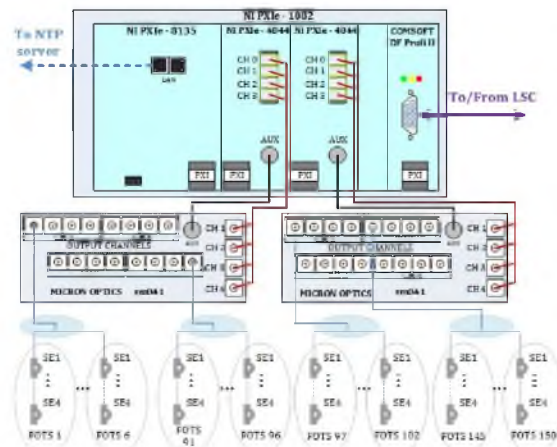 NI PXIe - 1082
To NTP
server
NI PXIe - 8135
NI PXIe - 4844
NI PXIe - 4844
COMSOFT
DF Profi II
LAN
CH 0
CH 1
CH 2
CH 3
CH 0
CH 1
CH 2
CH 3
To/From LSC
AUX
AUX
PXI
PXI
PXI
PXI
OUTPUT CHANNELS
AUX
CH 1
CH 2
CH 3
CH 4
MICRON OPTICS sm041
OUTPUT CHANNELS
AUX
CH 1
CH 2
CH 3
CH 4
MICRON OPTICS sm041
SE1
SE1
SE1
SE1
SE1
SE1
SE1
SE1
...
...
...
...
SE4
SE4
SE4
SE4
SE4
SE4
SE4
SE4
FOTS 1
FOTS 6
FOTS
91
FOTS 96
FOTS 97
FOTS 102
FOTS 145
FOTS 150